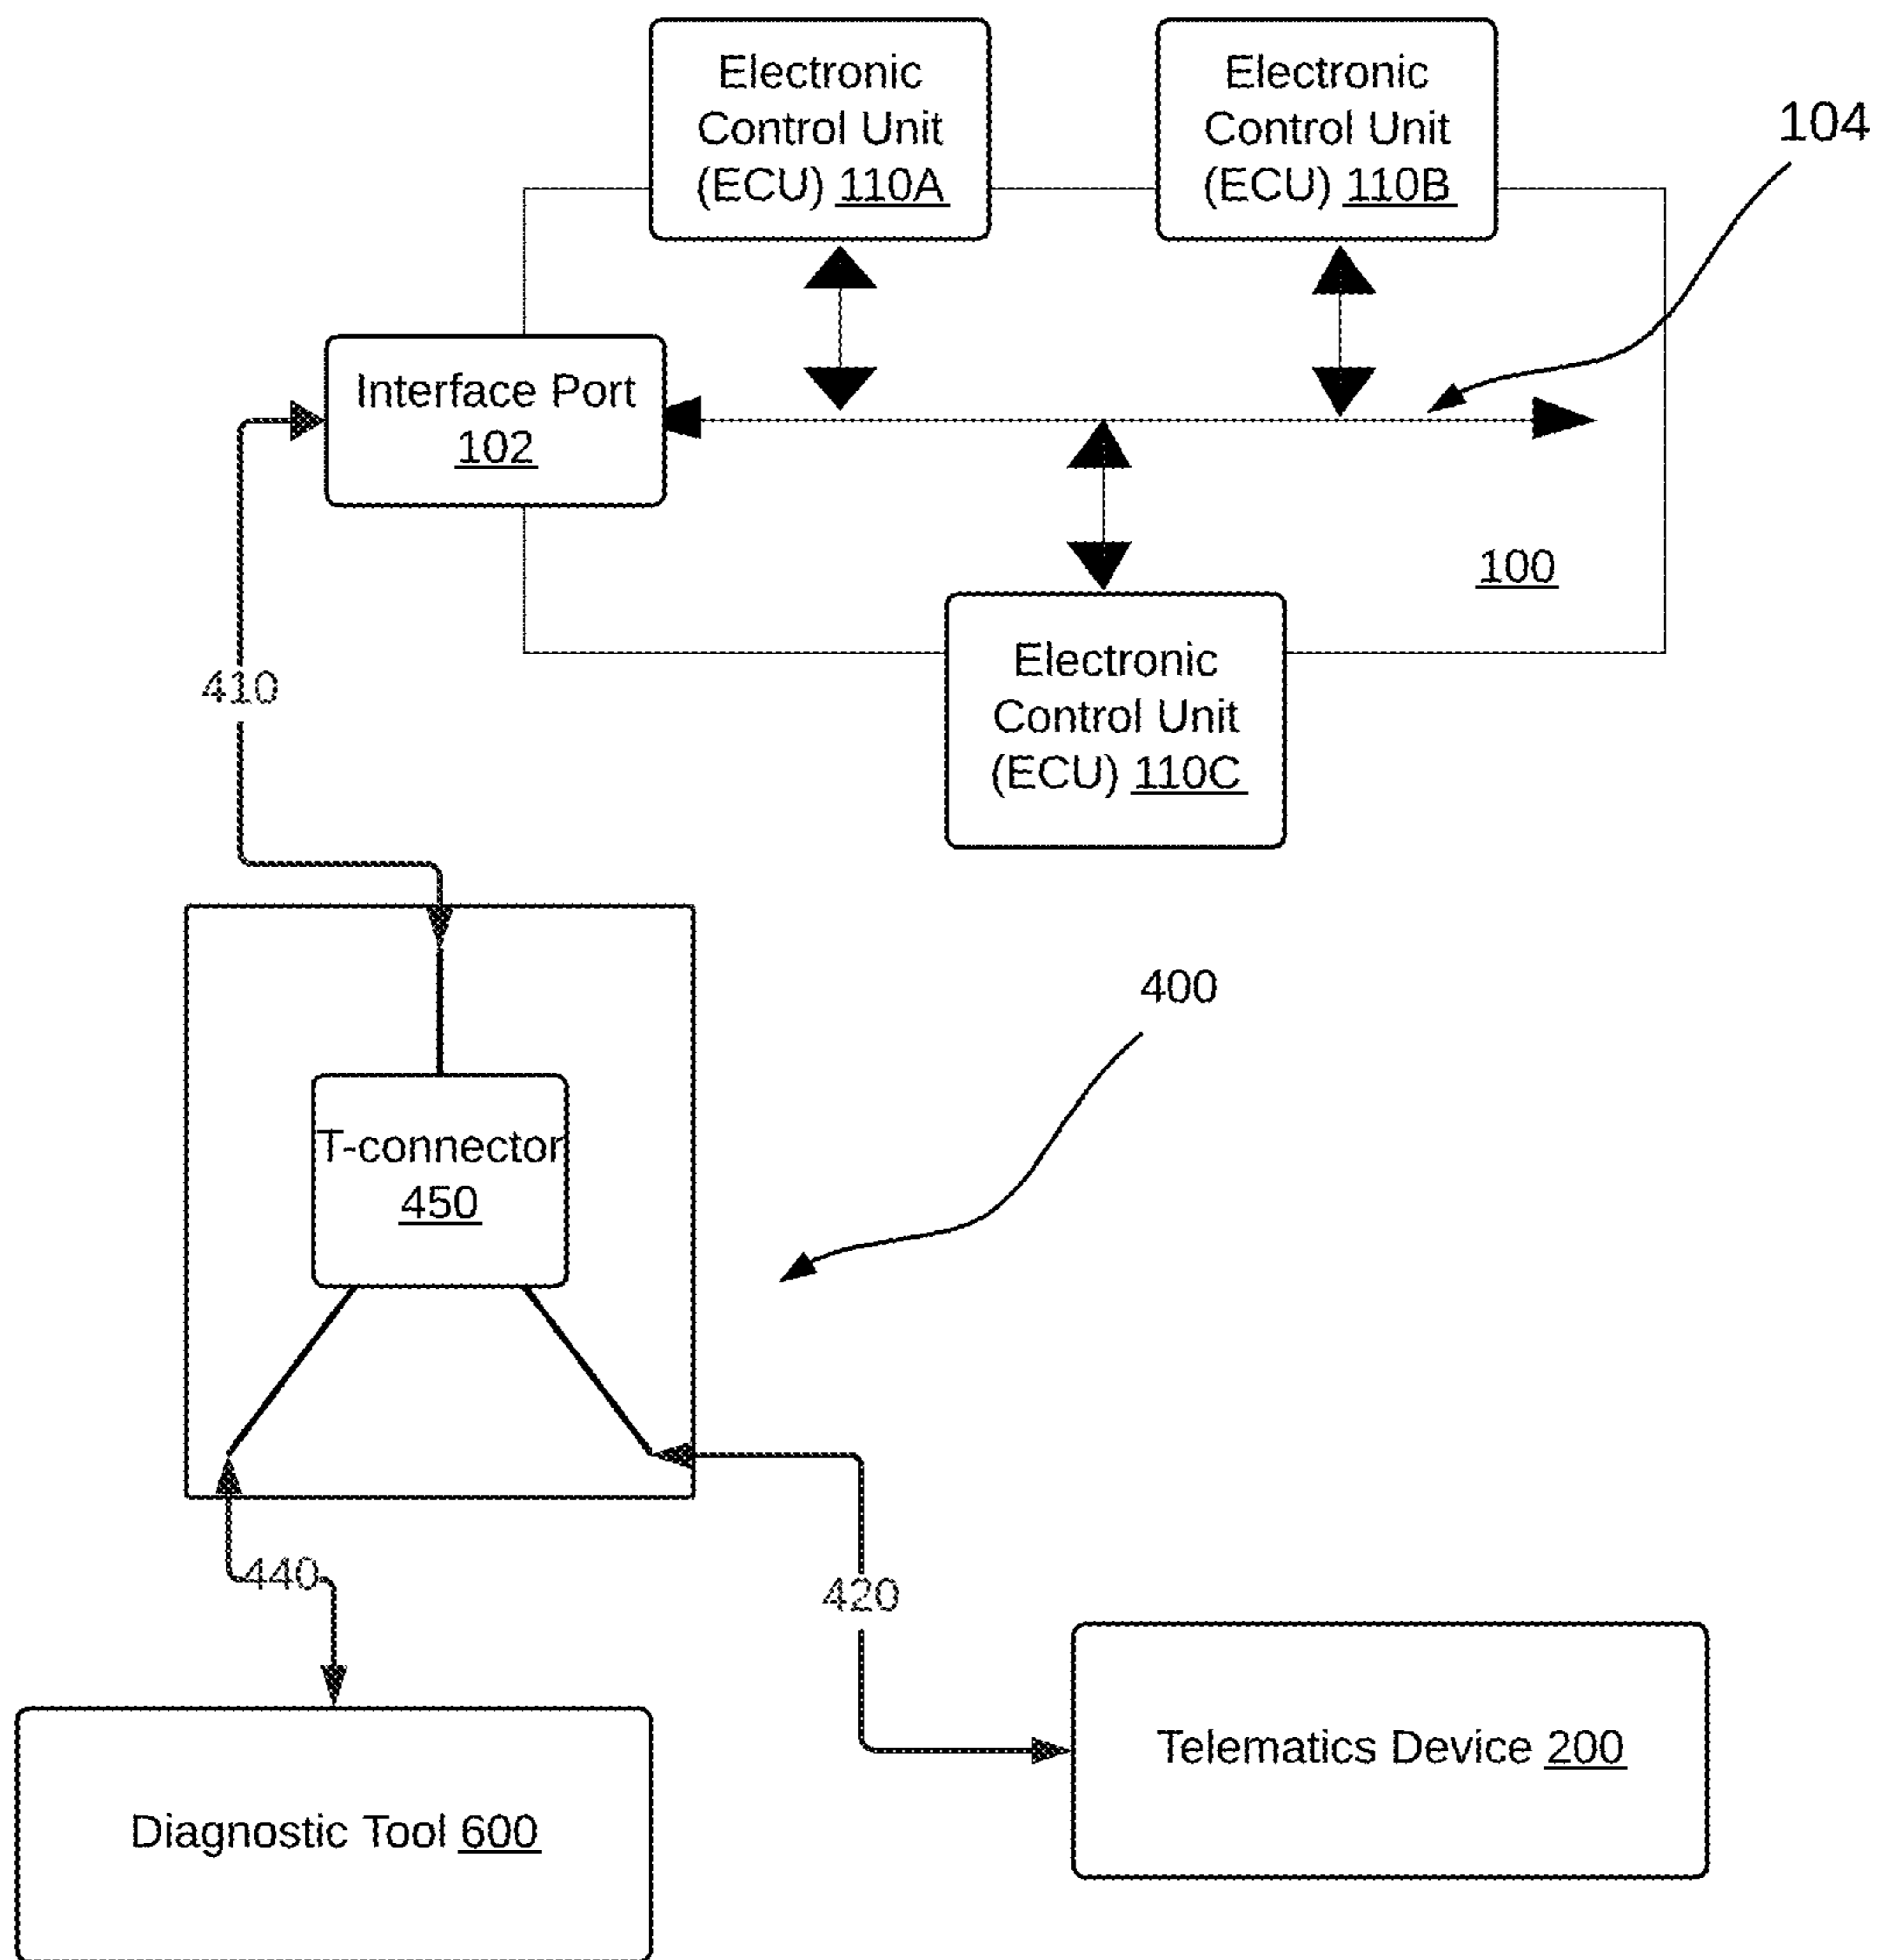 Electronic
Control Unit
(ECU) 110A
Electronic
Control Unit
(ECU) 110B
104
Interface Port
102
100
Electronic
Control Unit
(ECU) 110C
410
400
T-connector
450
440
420
Telematics Device 200
Diagnostic Tool 600